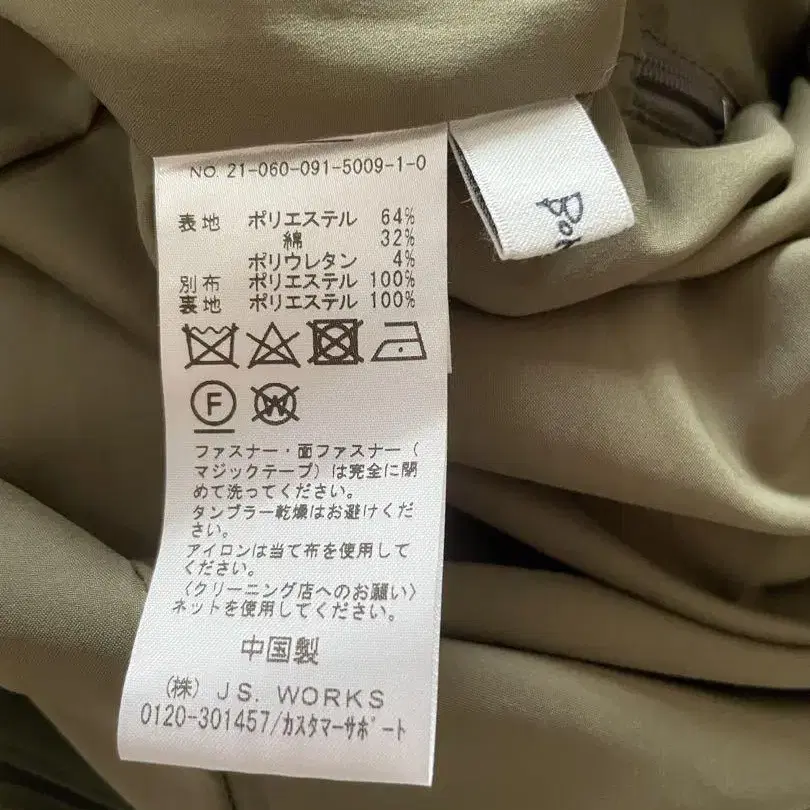 NO. 21-060-091-5009-1-0
表地 ポリエステル 64%
綿 32%
ポリウレタン 4%
別布 ポリエステル 100%
裏地 ポリエステル 100%
F
W
ファスナー・面ファスナー(
マジックテープ)は完全に閉
めて洗ってください。
タンブラー乾燥はお避けくだ
さい。
アイロンは当て布を使用して
ください。
〈クリーニング店へのお願い〉
ネットを使用してください。
中国製
(株) J.S. WORKS
0120-301457/カスタマーサポート